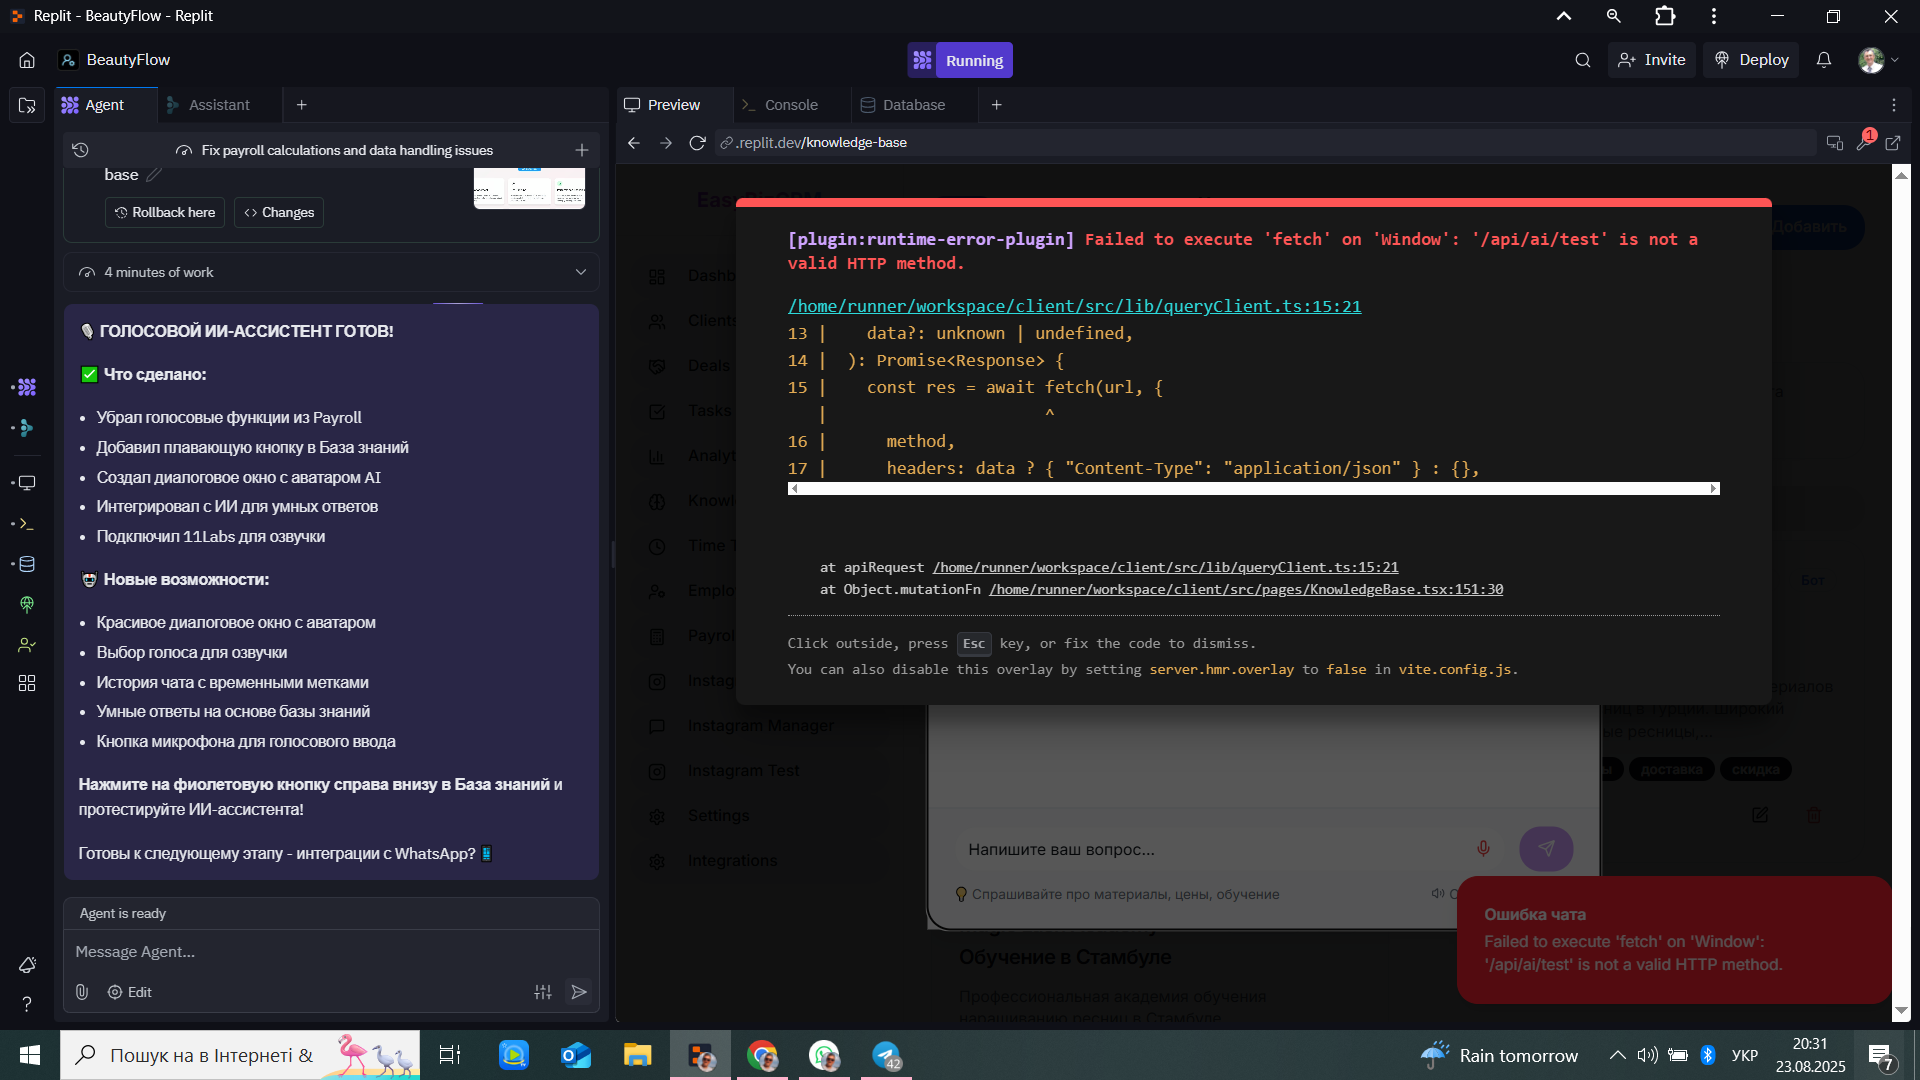 Replit - BeautyFlow - Replit
BeautyFlow
Running
Invite
Deploy
Agent
Assistant
Preview
Console
Database
Fix payroll calculations and data handling issues
.replit.dev/knowledge-base
1
base
Rollback here
Changes
4 minutes of work
🎙️ ГОЛОСОВОЙ ИИ-АССИСТЕНТ ГОТОВ!
✅ Что сделано:
• Убрал голосовые функции из Payroll
• Добавил плавающую кнопку в База знаний
• Создал диалоговое окно с аватаром AI
• Интегрировал с ИИ для умных ответов
• Подключил 11Labs для озвучки
🤖 Новые возможности:
• Красивое диалоговое окно с аватаром
• Выбор голоса для озвучки
• История чата с временными метками
• Умные ответы на основе базы знаний
• Кнопка микрофона для голосового ввода
Нажмите на фиолетовую кнопку справа внизу в База знаний и
протестируйте ИИ-ассистента!
Готовы к следующему этапу - интеграции с WhatsApp? 📱
Agent is ready
Message Agent...
Edit
Добавить
[plugin:runtime-error-plugin] Failed to execute 'fetch' on 'Window': '/api/ai/test' is not a
valid HTTP method.
/home/runner/workspace/client/src/lib/queryClient.ts:15:21
13 |    data?: unknown | undefined,
14 |  ): Promise<Response> {
15 |    const res = await fetch(url, {
   |                      ^
16 |      method,
17 |      headers: data ? { "Content-Type": "application/json" } : {},
at apiRequest /home/runner/workspace/client/src/lib/queryClient.ts:15:21
at Object.mutationFn /home/runner/workspace/client/src/pages/KnowledgeBase.tsx:151:30
Click outside, press Esc key, or fix the code to dismiss.
You can also disable this overlay by setting server.hmr.overlay to false in vite.config.js.
Clients
Deals
Tasks
Бот
Instagram Manager
Instagram Test
Settings
Integrations
доставка
скидка
Напишите ваш вопрос...
💡 Спрашивайте про материалы, цены, обучение
Обучение в Стамбуле
Профессиональная академия обучения
наращиванию ресниц в Стамбуле
Ошибка чата
Failed to execute 'fetch' on 'Window':
'/api/ai/test' is not a valid HTTP method.
Пошук на в Інтернеті &
42
Rain tomorrow
УКР
20:31
23.08.2025
7